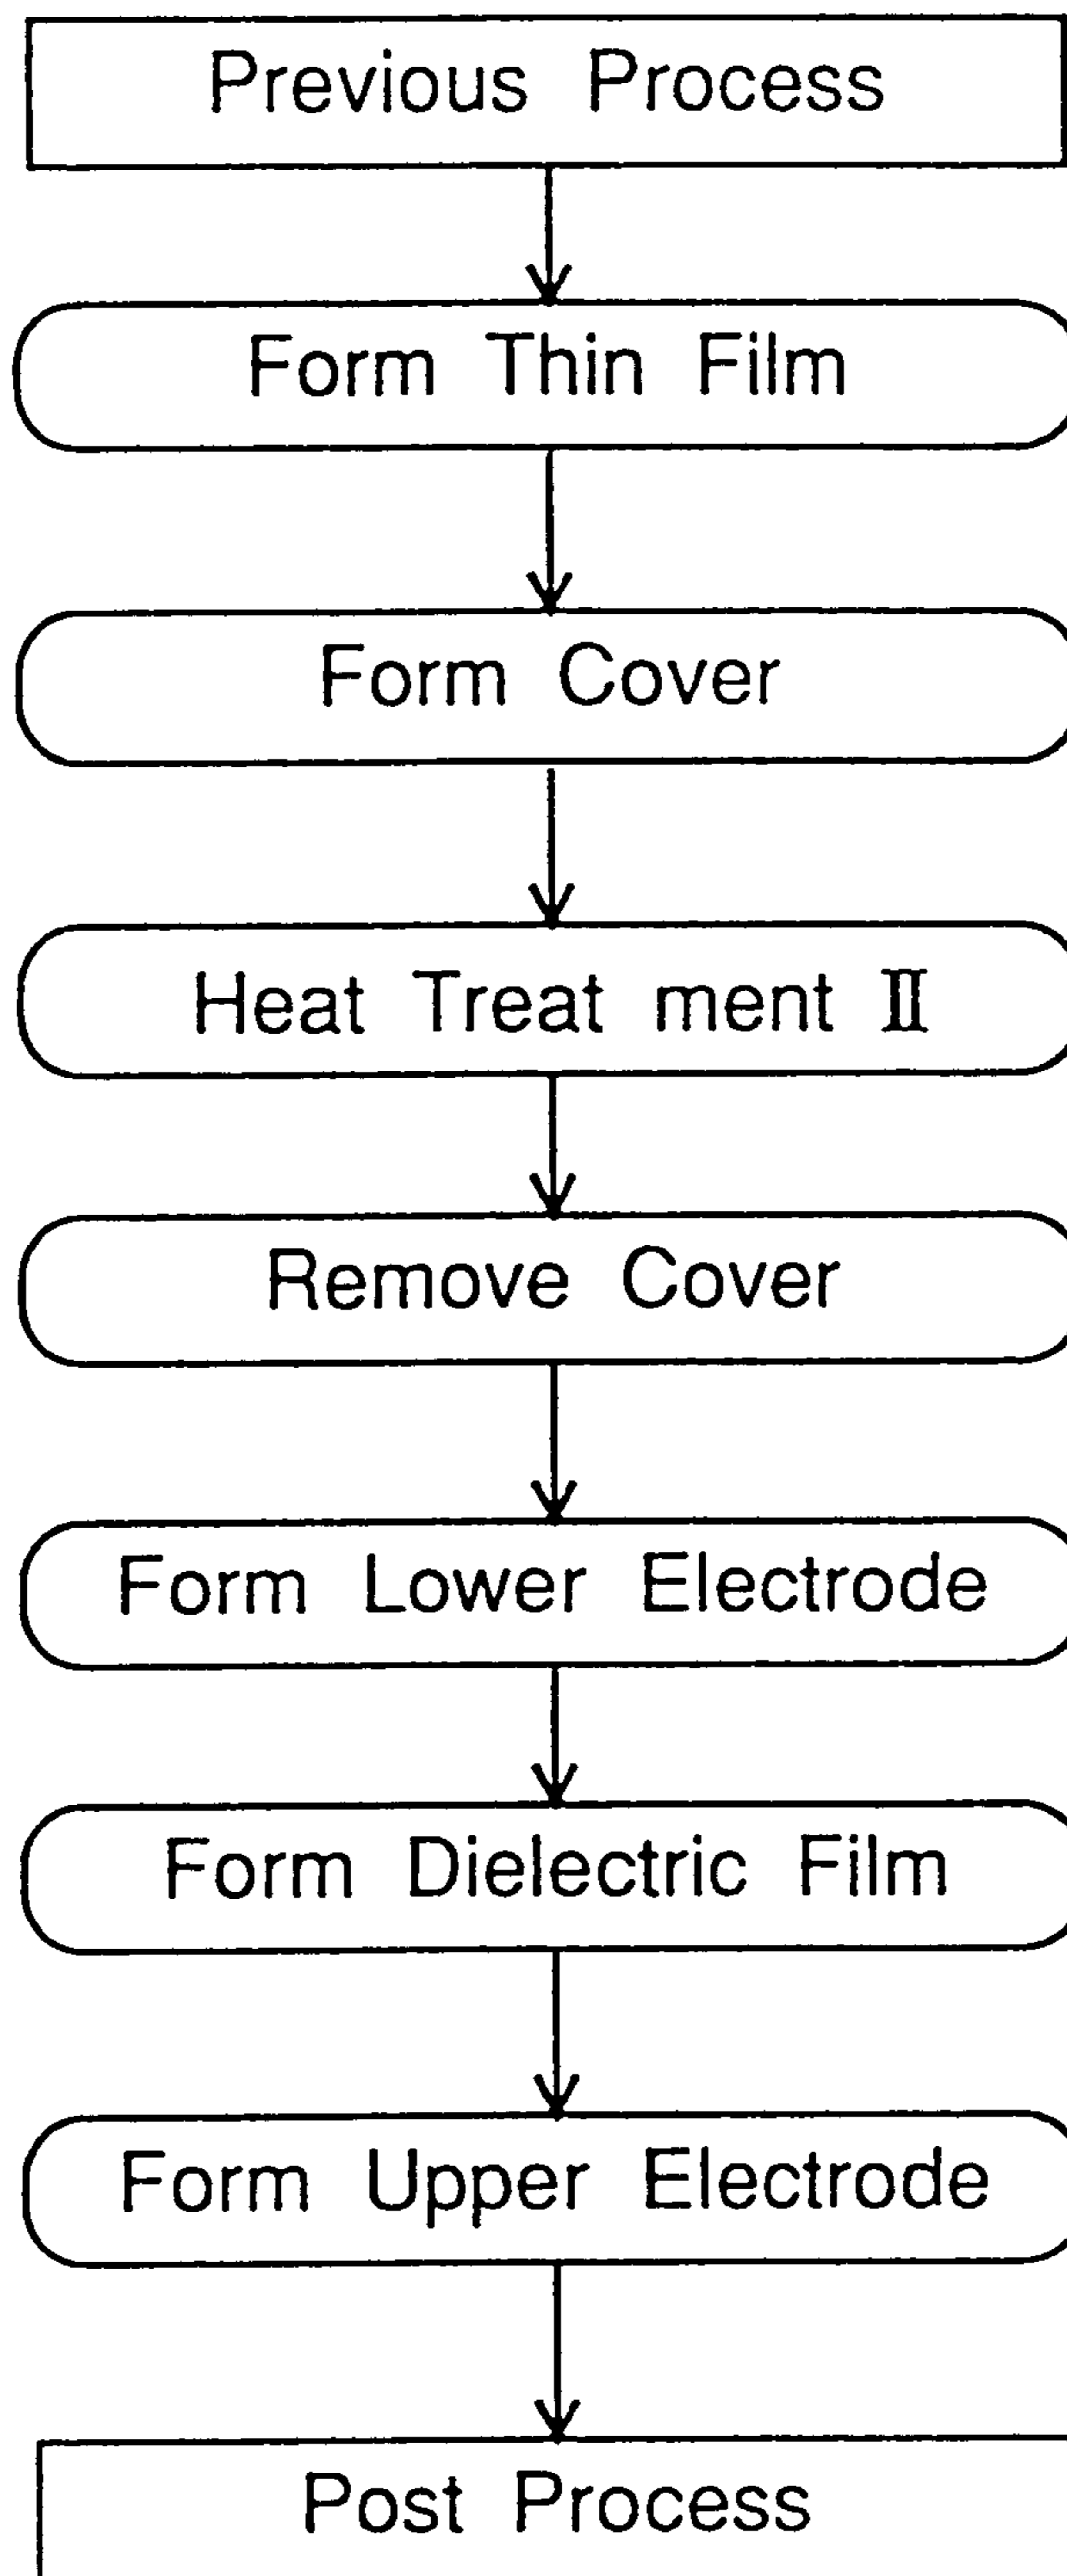 Previous Process
Form Thin Film
Form Cover
Heat Treat ment II
Remove Cover
Form Lower Electrode
Form Dielectric Film
Form Upper Electrode
Post Process